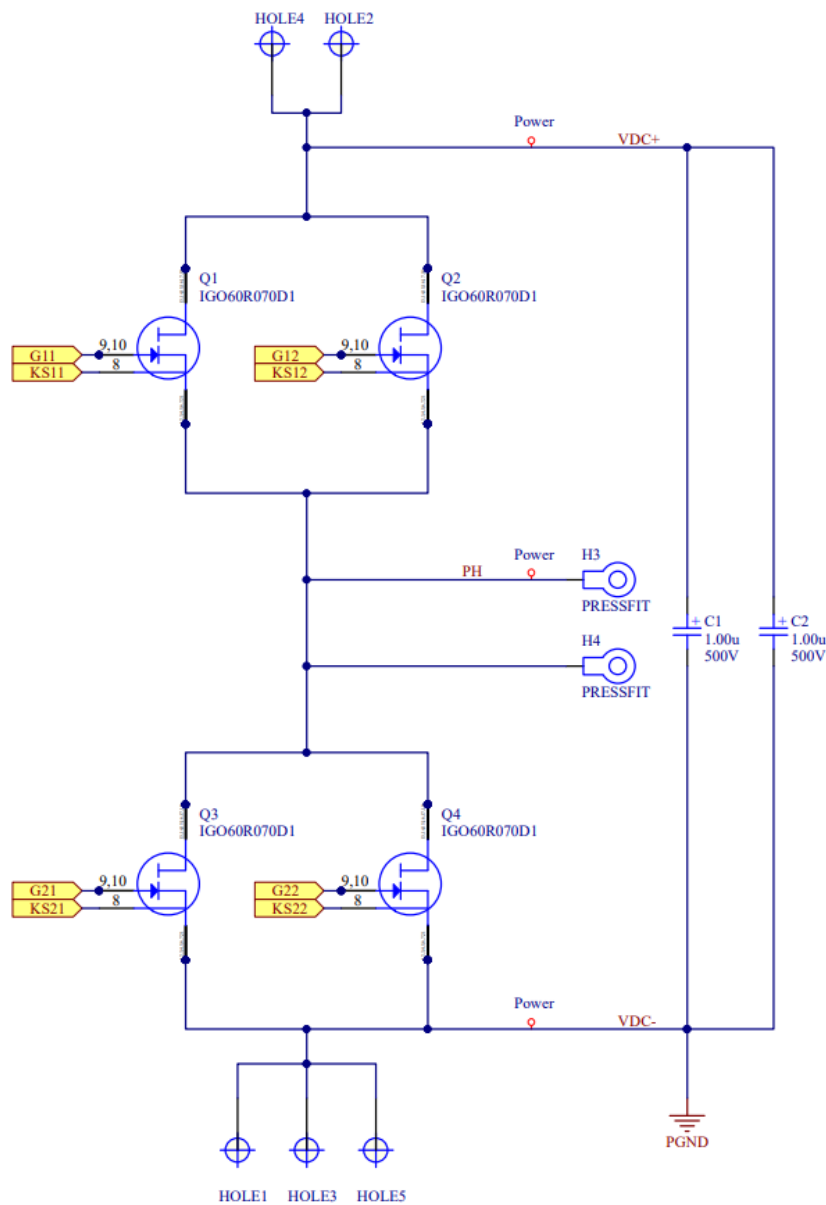 HOLE4 HOLE2
Power
VDC+
Q1
IGO60R070D1
Q2
IGO60R070D1
G11 9,10
KS11 8
G12 9,10
KS12 8
H3
Power
PH
PRESSFIT
H4
PRESSFIT
+ C1
1.00u
500V
+ C2
1.00u
500V
Q3
IGO60R070D1
Q4
IGO60R070D1
G21 9,10
KS21 8
G22 9,10
KS22 8
Power
VDC-
PGND
HOLE1 HOLE3 HOLE5